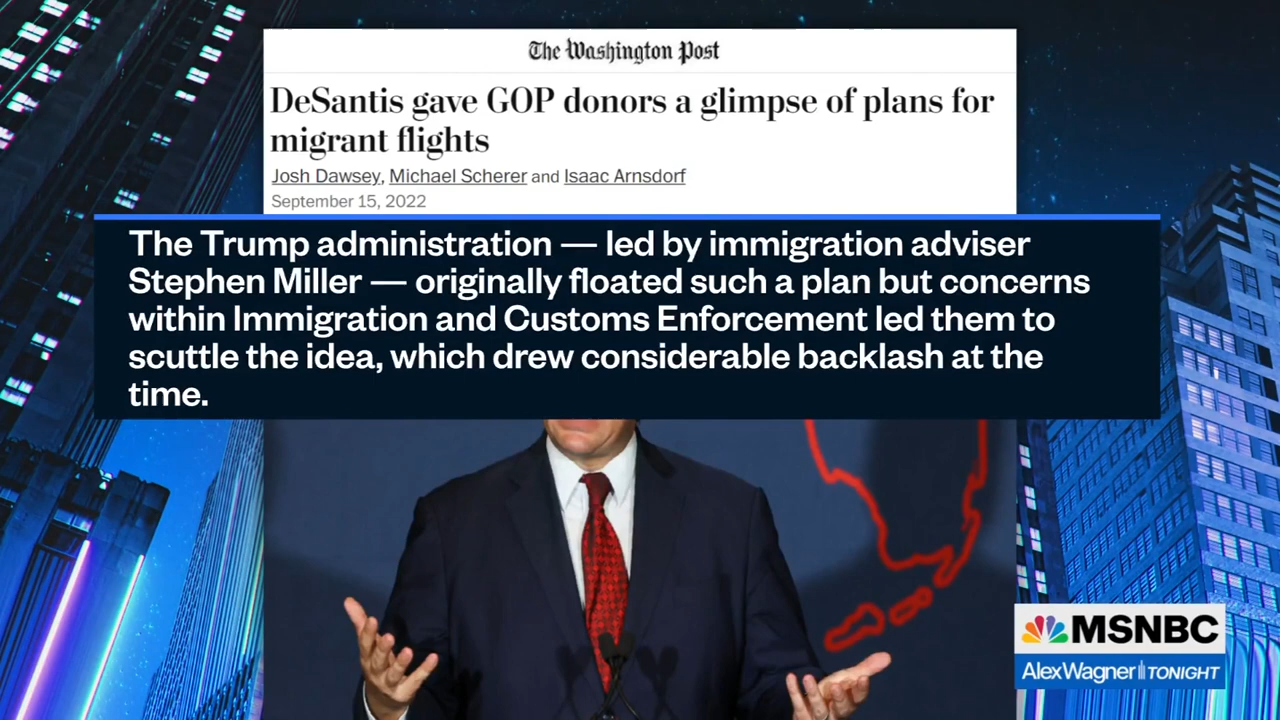 The Washington Post
DeSantis gave GOP donors a glimpse of plans for
migrant flights
Josh Dawsey, Michael Scherer and Isaac Arnsdorf
September 15, 2022
The Trump administration — led by immigration adviser
Stephen Miller — originally floated such a plan but concerns
within Immigration and Customs Enforcement led them to
scuttle the idea, which drew considerable backlash at the
time.
MSNBC
AlexWagner TONIGHT